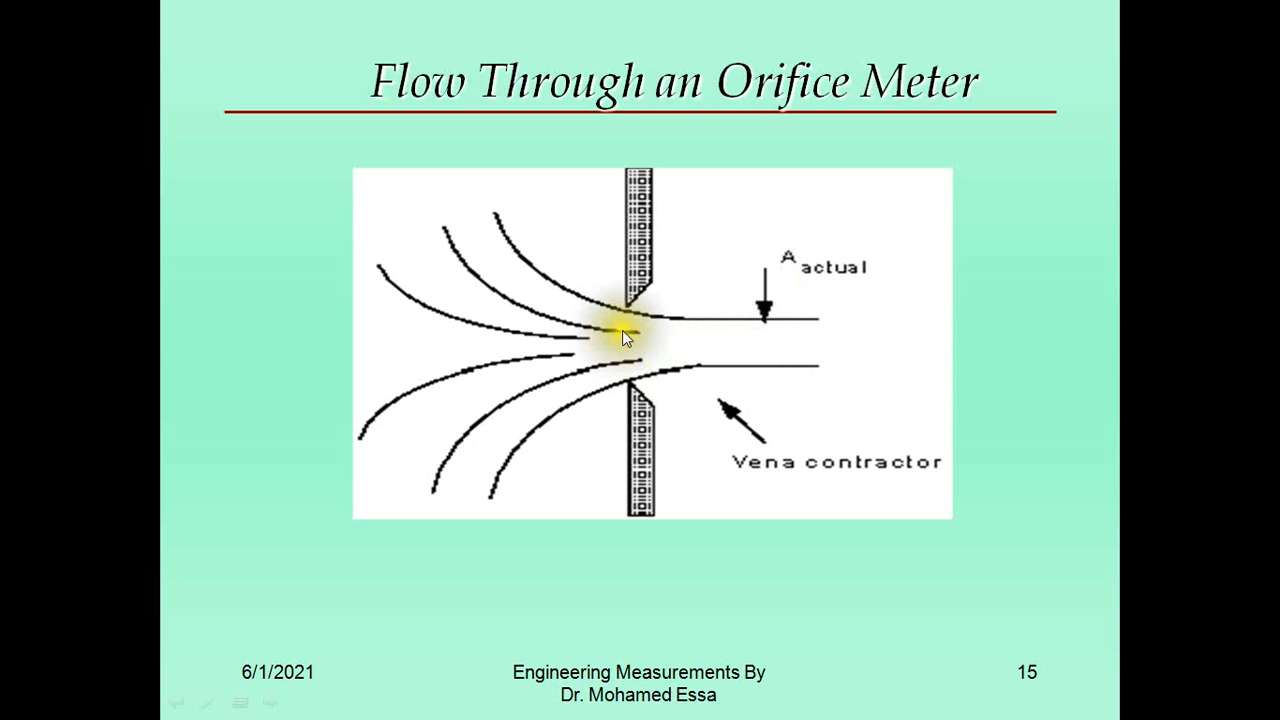 Flow Through an Orifice Meter
A actual
Vena contractor
6/1/2021
Engineering Measurements By
Dr. Mohamed Essa
15